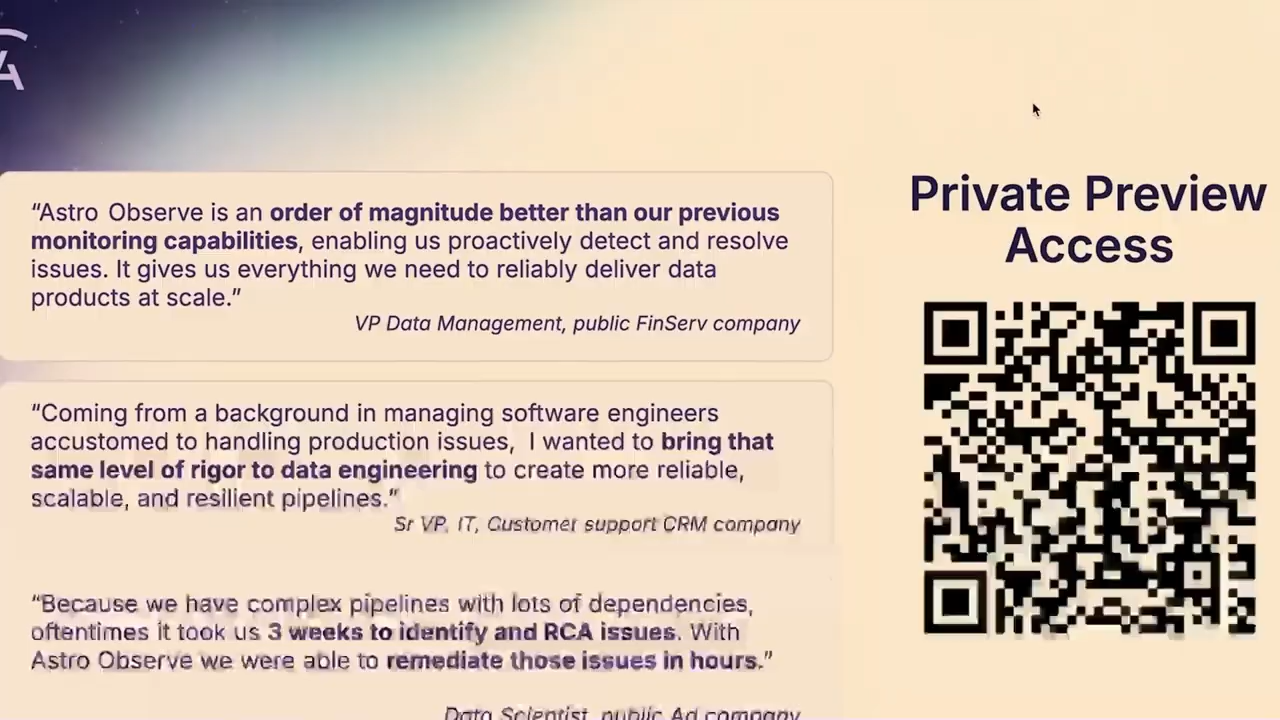 “Astro Observe is an order of magnitude better than our previous
monitoring capabilities, enabling us proactively detect and resolve
issues. It gives us everything we need to reliably deliver data
products at scale.”
VP Data Management, public FinServ company
“Coming from a background in managing software engineers
accustomed to handling production issues, I wanted to bring that
same level of rigor to data engineering to create more reliable,
scalable, and resilient pipelines.”
Sr VP, IT, Customer support CRM company
“Because we have complex pipelines with lots of dependencies,
oftentimes it took us 3 weeks to identify and RCA issues. With
Astro Observe we were able to remediate those issues in hours.”
Data Scientist, public Ad company
Private Preview
Access